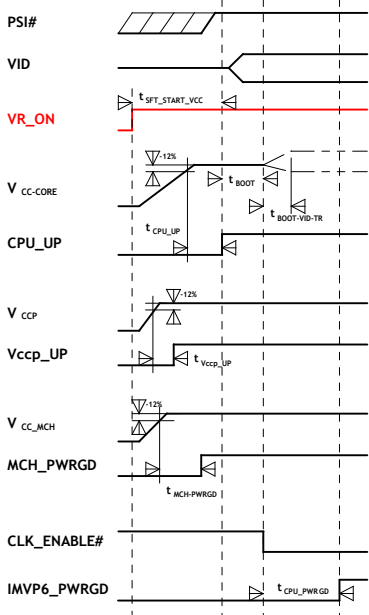 PSI#
VID
t SFT_START_VCC
VR_ON
-12%
V CC-CORE
t BOOT
t BOOT-VID-TR
t CPU_UP
CPU_UP
-12%
V CCP
Vccp_UP
t Vccp_UP
-12%
V CC_MCH
MCH_PWRGD
t MCH-PWRGD
CLK_ENABLE#
IMVP6_PWRGD
t CPU_PWRGD